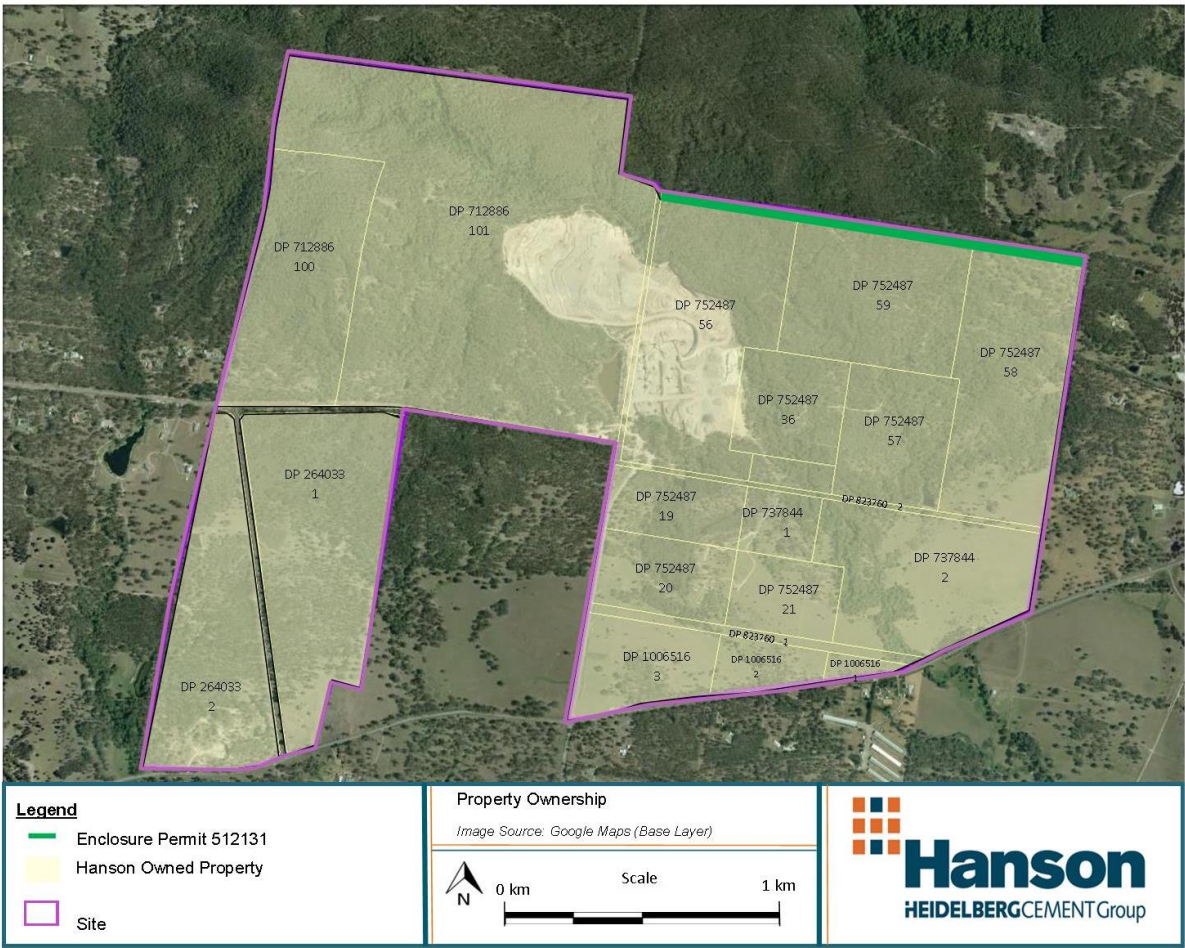 DP 712886
101
DP 712886
100
DP 752487
59
DP 752487
56
DP 752487
58
DP 752487
36
DP 752487
57
DP 264033
1
DP 752487
19
DP 823760 2
DP 737844
1
DP 737844
2
DP 752487
20
DP 752487
21
DP 823760 1
DP 1006516
3
DP 1006516
2
DP 1006516
1
DP 264033
2
Legend
Enclosure Permit 512131
Hanson Owned Property
Site
Property Ownership
Image Source: Google Maps (Base Layer)
N
0 km
Scale
1 km
Hanson
HEIDELBERGCEMENT Group